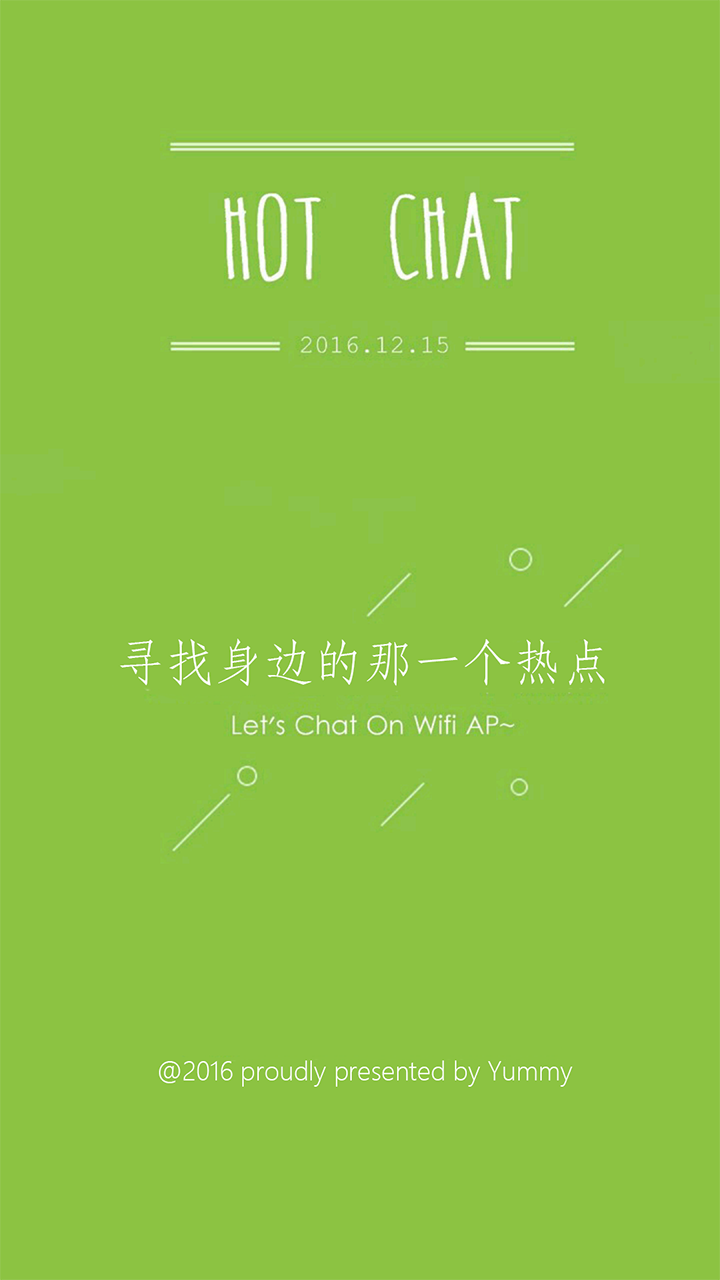 HOT CHAT
2016.12.15
寻找身边的那一个热点
Let's Chat On Wifi AP~
@2016 proudly presented by Yummy